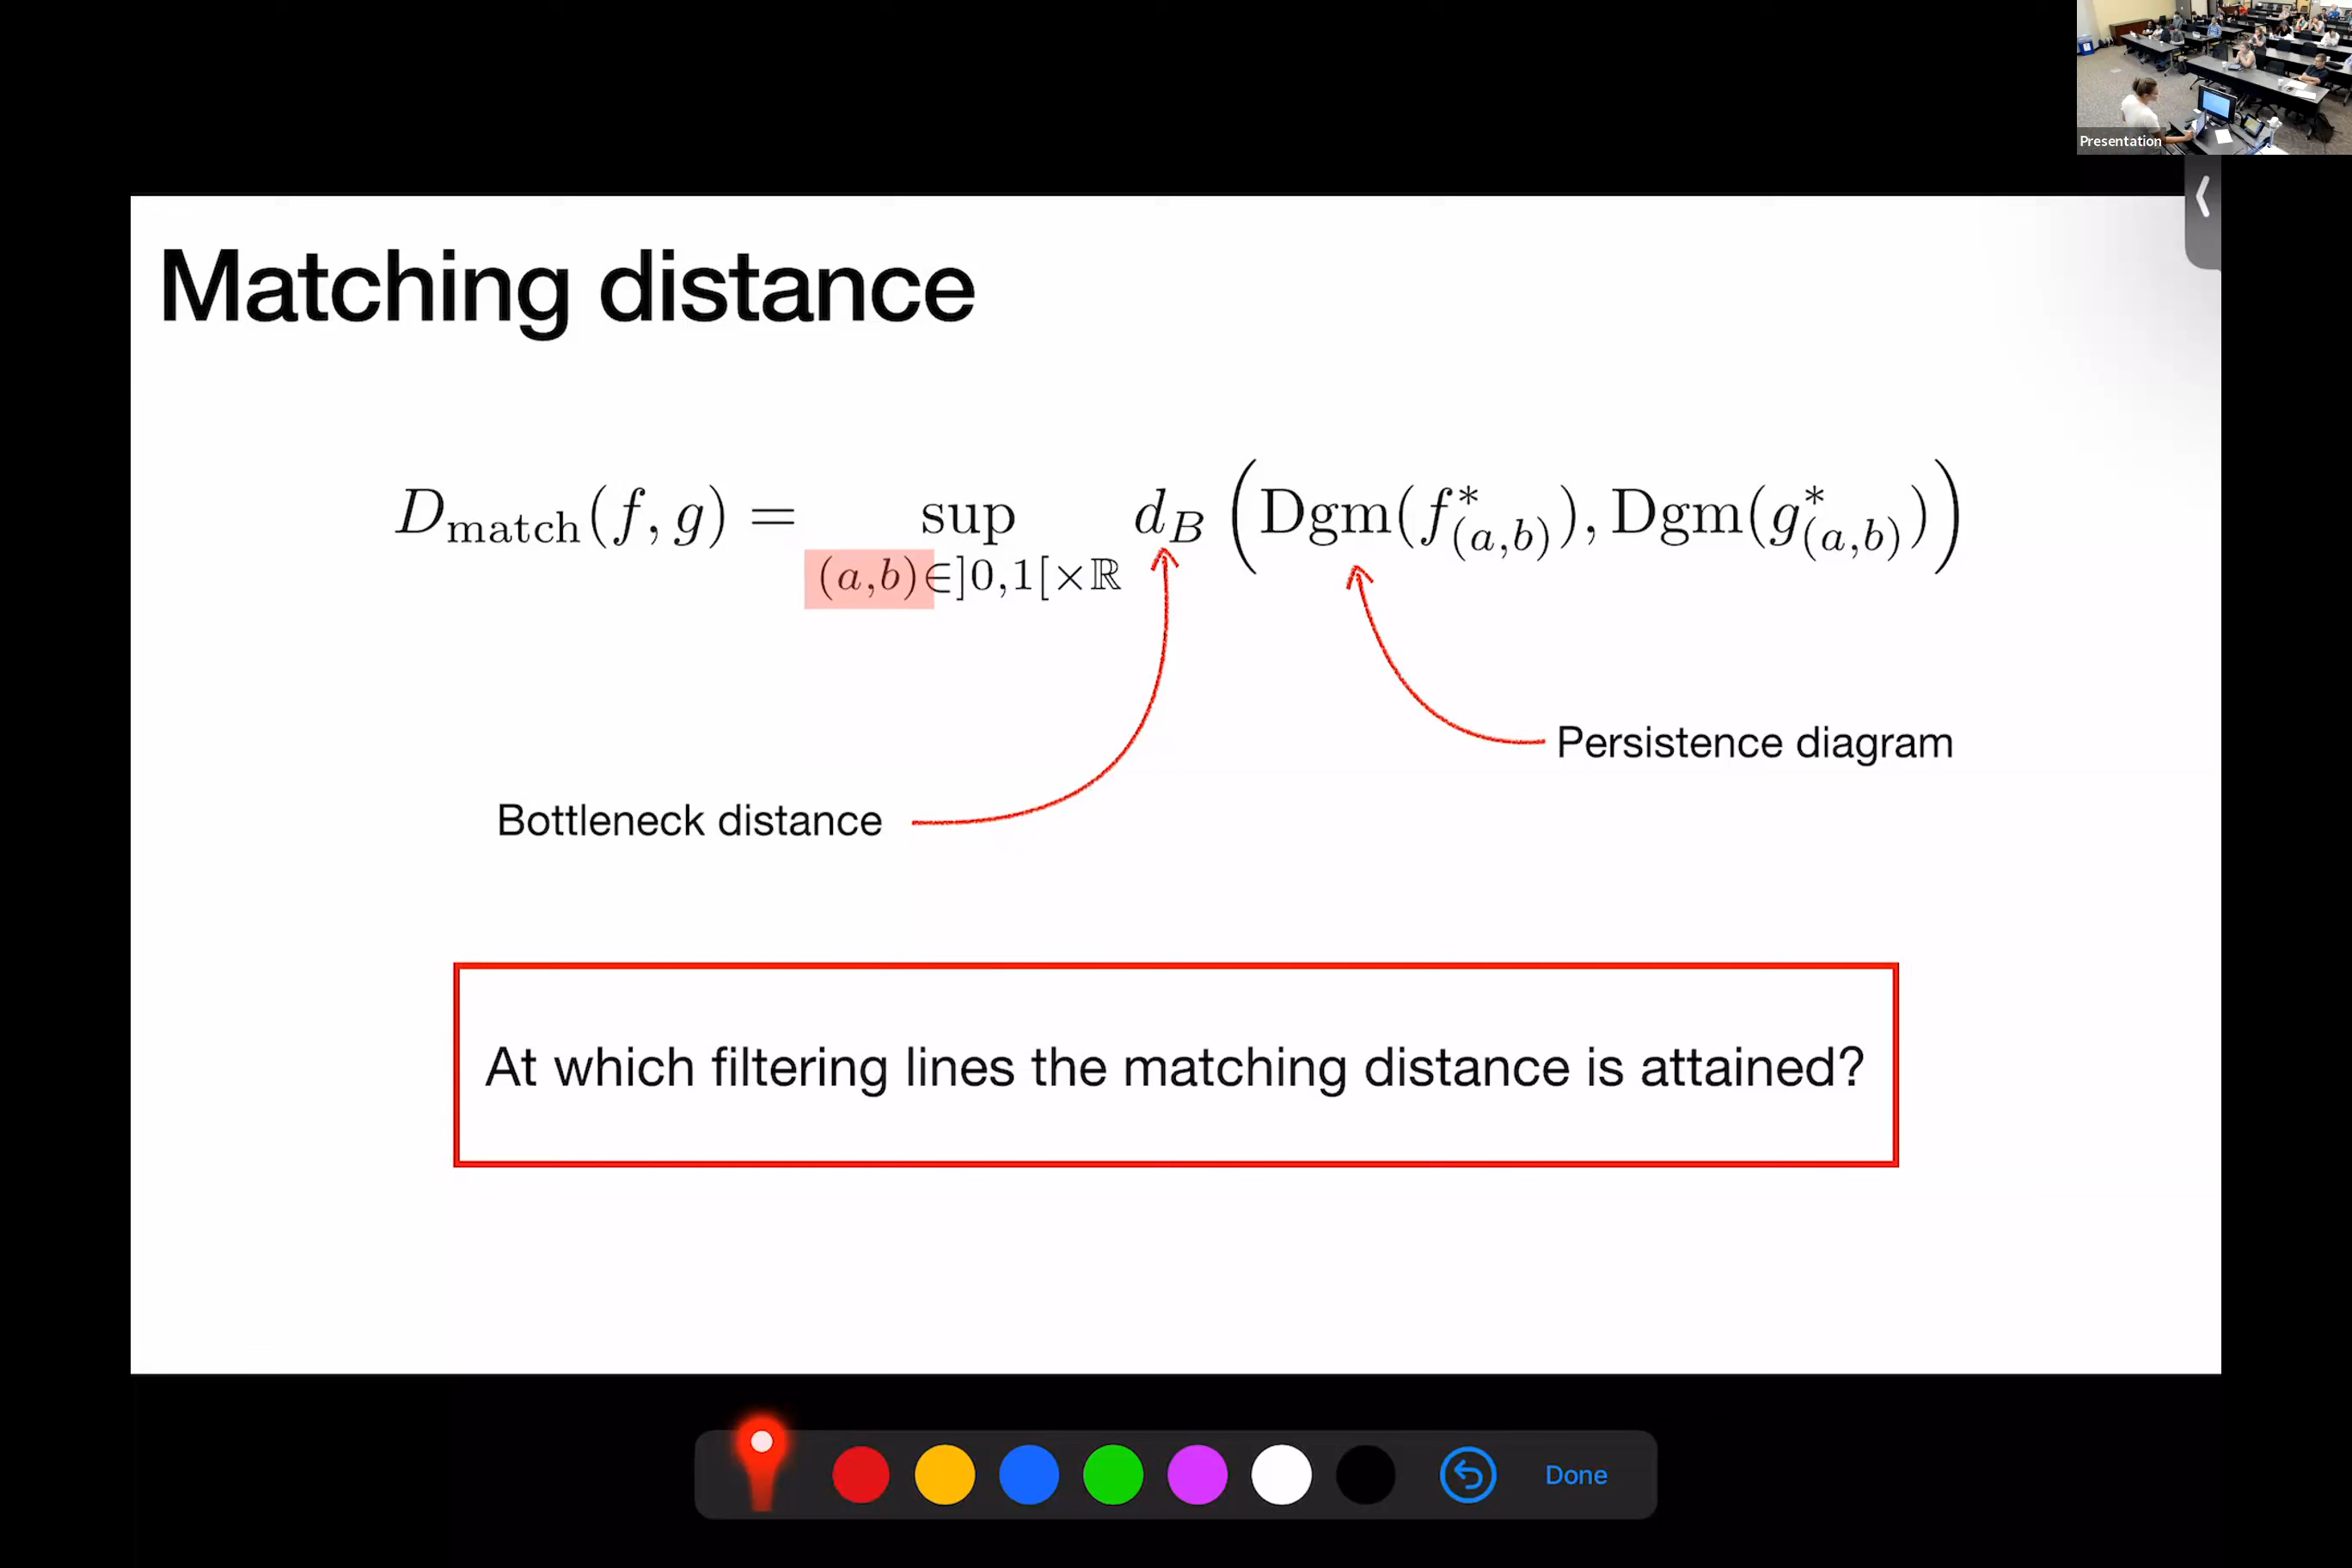 Presentation
Matching distance
D_match(f, g) = sup_{(a,b)∈]0,1[×ℝ} d_B (Dgm(f*_{(a,b)}), Dgm(g*_{(a,b)}))
Persistence diagram
Bottleneck distance
At which filtering lines the matching distance is attained?
Done